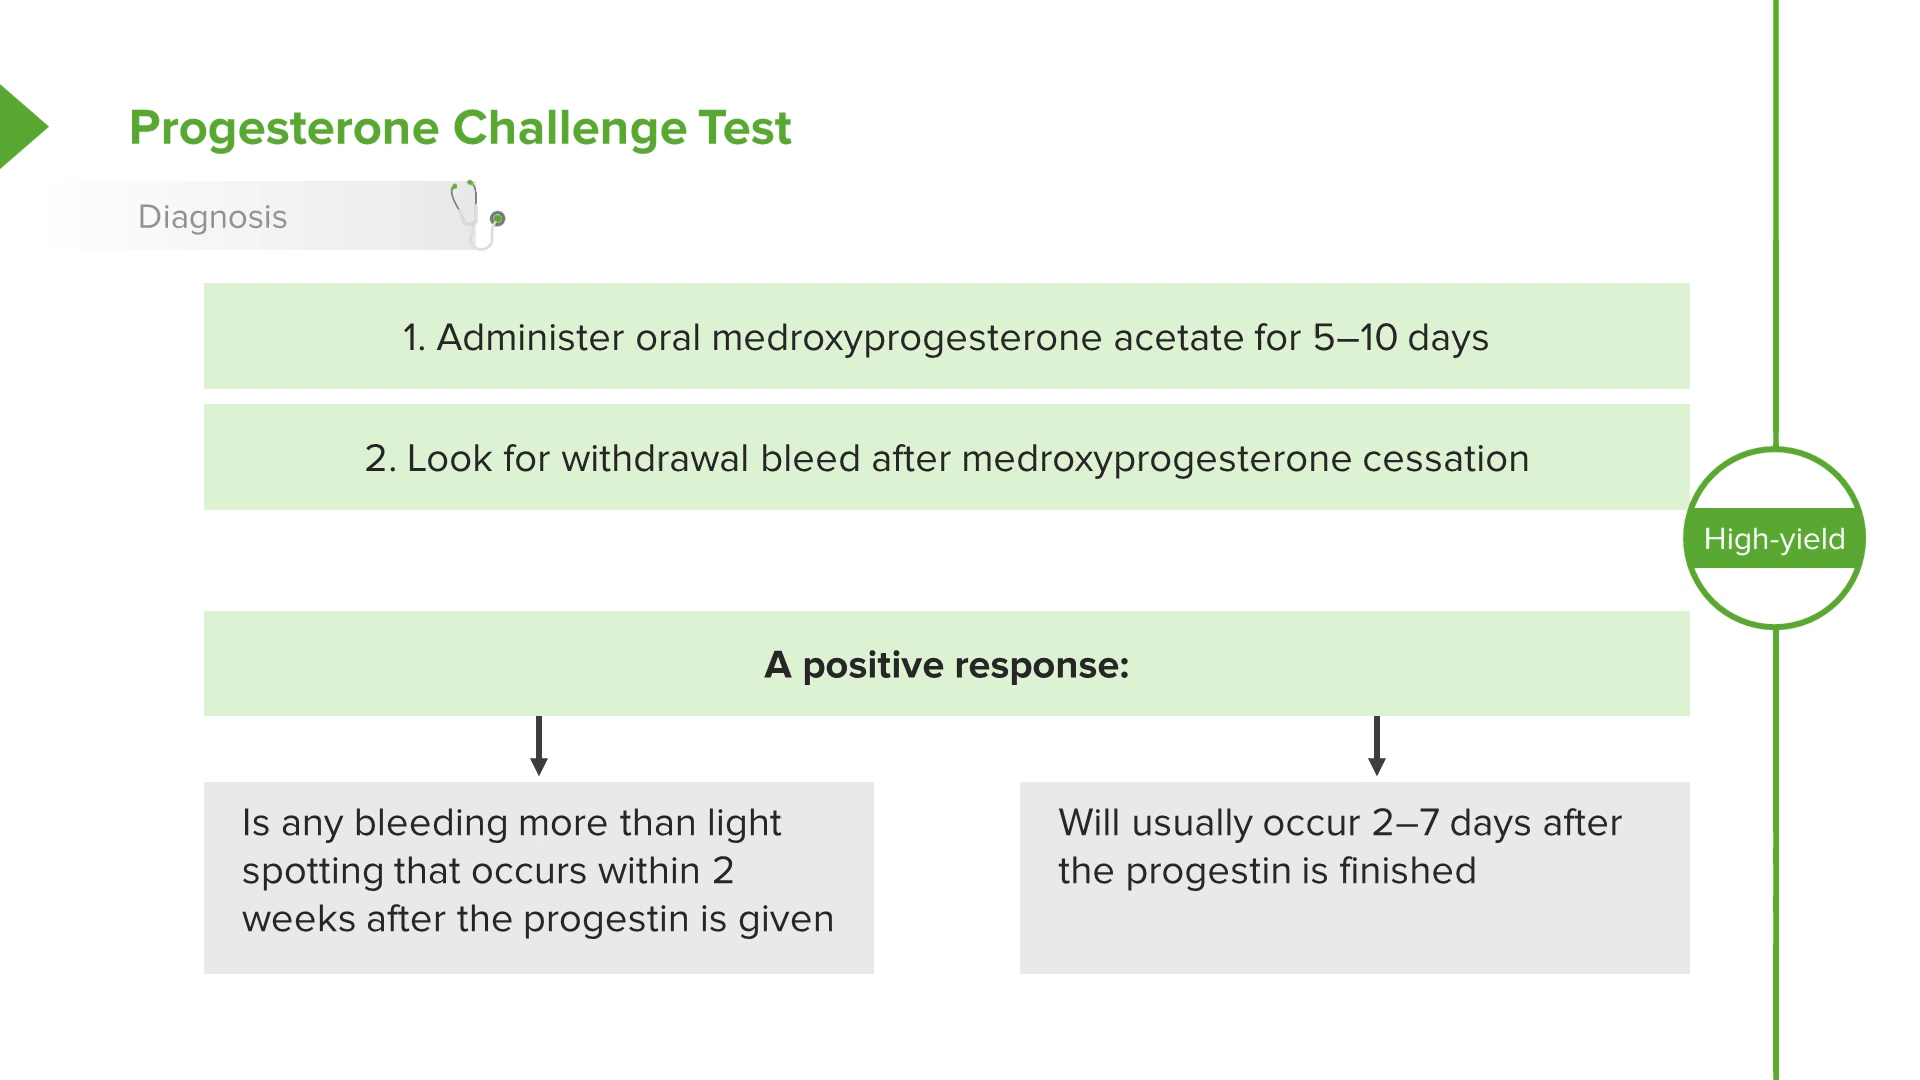 Progesterone Challenge Test
Diagnosis
1. Administer oral medroxyprogesterone acetate for 5–10 days
2. Look for withdrawal bleed after medroxyprogesterone cessation
High-yield
A positive response:
Is any bleeding more than light
spotting that occurs within 2
weeks after the progestin is given
Will usually occur 2–7 days after
the progestin is finished